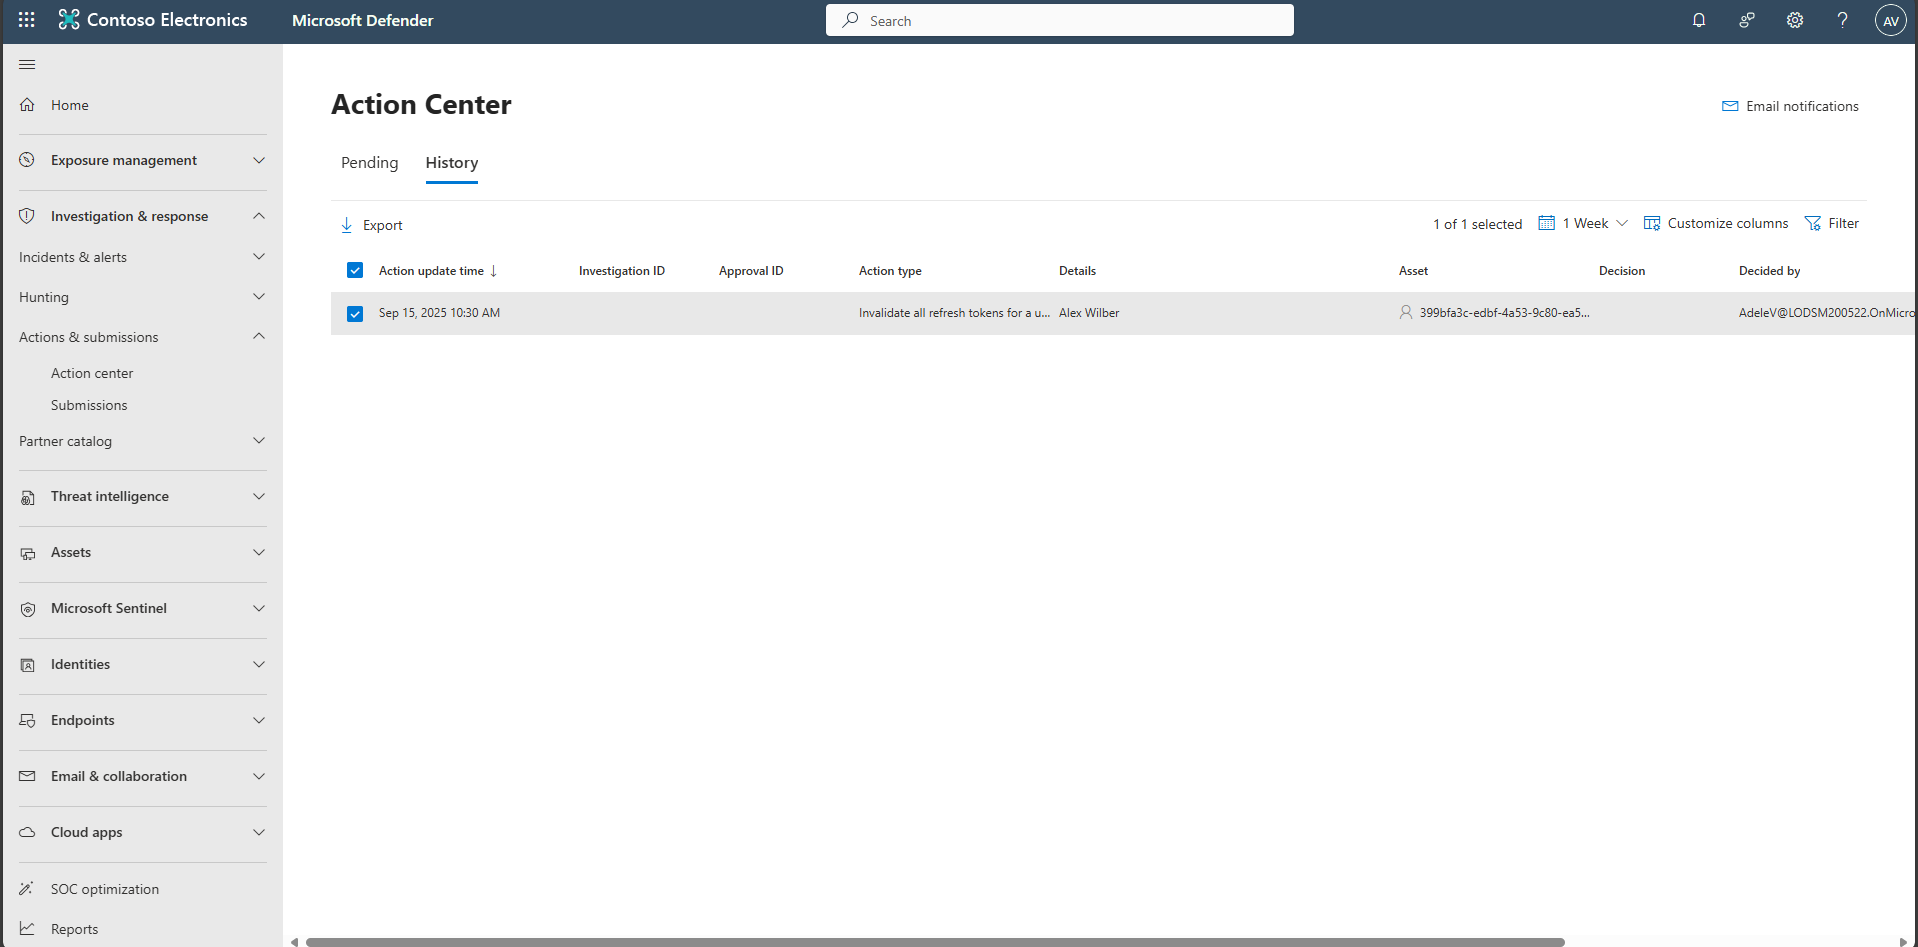 Contoso Electronics
Microsoft Defender
Search
AV
Home
Exposure management
Investigation & response
Incidents & alerts
Hunting
Actions & submissions
Action center
Submissions
Partner catalog
Threat intelligence
Assets
Microsoft Sentinel
Identities
Endpoints
Email & collaboration
Cloud apps
SOC optimization
Reports
Action Center
Email notifications
Pending
History
Export
1 of 1 selected
1 Week
Customize columns
Filter
Action update time ↓ Investigation ID Approval ID Action type Details Asset Decision Decided by
Sep 15, 2025 10:30 AM Invalidate all refresh tokens for a u... Alex Wilber 399bfa3c-edbf-4a53-9c80-ea5... AdeleV@LODSM200522.OnMicro